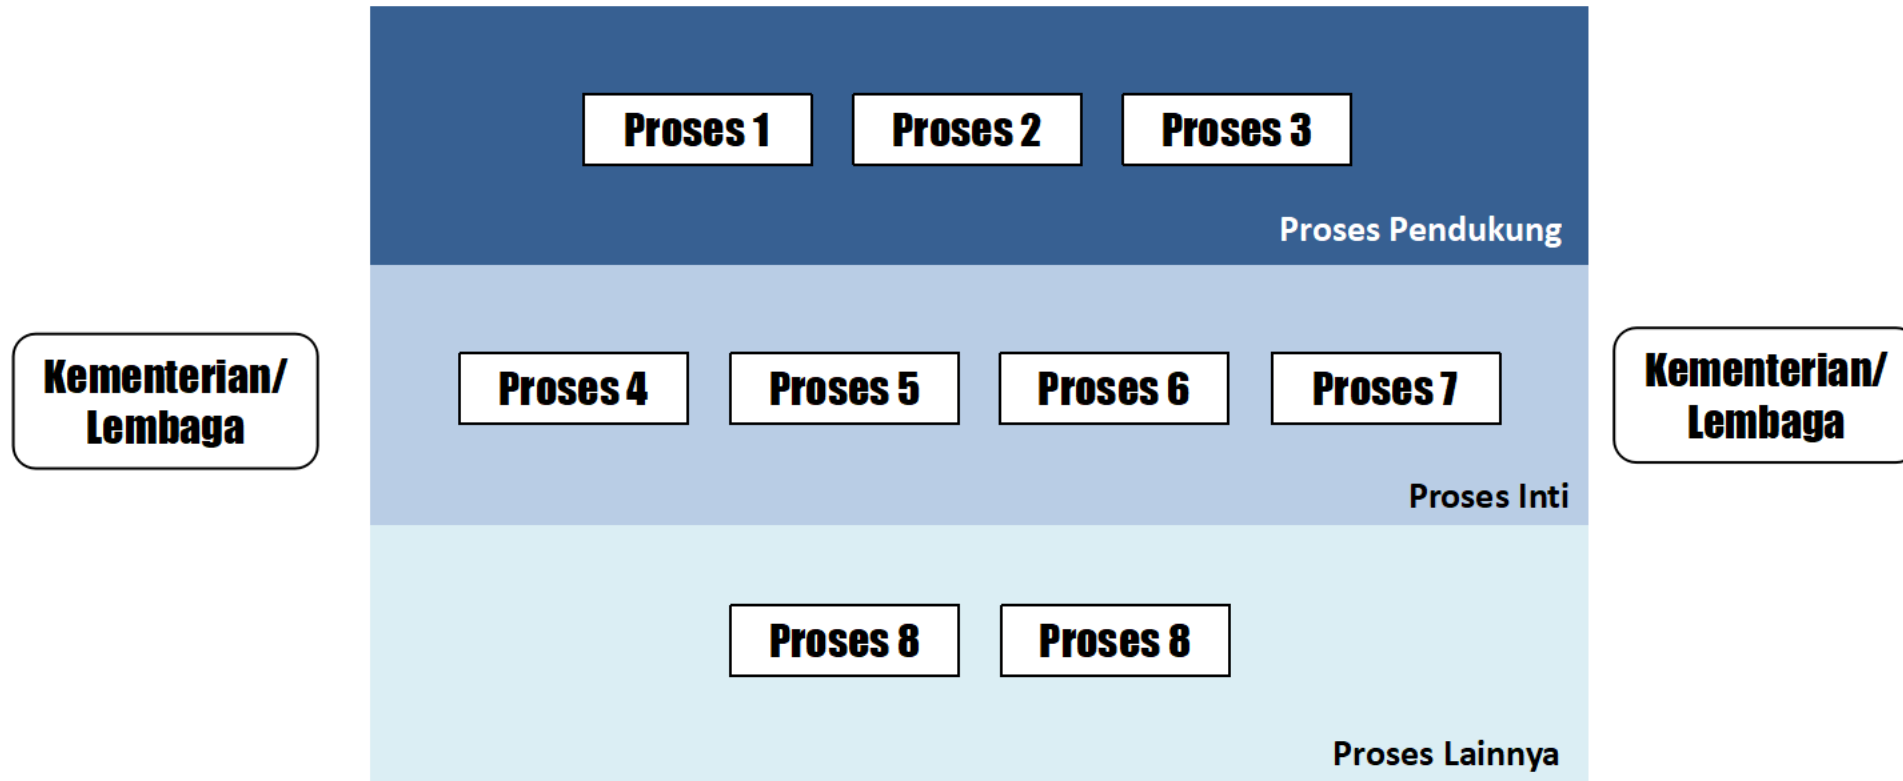 Proses 1
Proses 2
Proses 3
Proses Pendukung
Kementerian/
Lembaga
Proses 4
Proses 5
Proses 6
Proses 7
Kementerian/
Lembaga
Proses Inti
Proses 8
Proses 8
Proses Lainnya